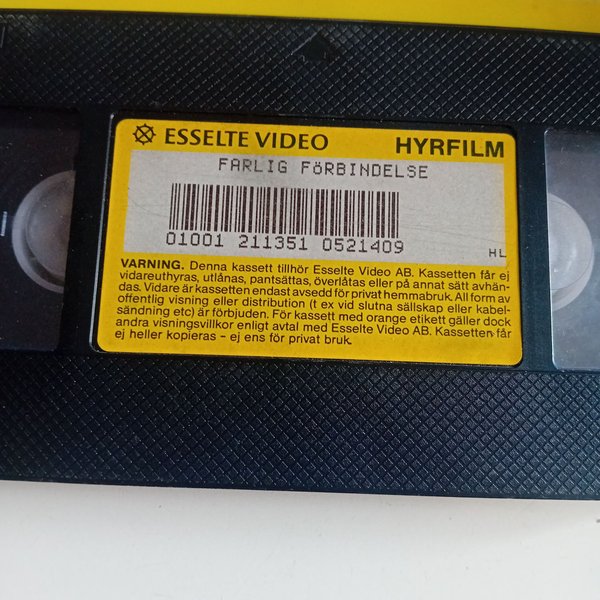 ESSELTE VIDEO HYRFILM
FARLIG FÖRBINDELSE
01001 211351 0521409
HL
VARNING. Denna kassett tillhör Esselte Video AB. Kassetten får ej
vidareuthyras, utlånas, pantsättas, överlåtas eller på annat sätt avhän-
das. Vidare är kassetten endast avsedd för privat hemmabruk. All form av
offentlig visning eller distribution (t ex vid slutna sällskap eller kabel-
sändning etc) är förbjuden. För kassett med orange etikett gäller dock
andra visningsvillkor enligt avtal med Esselte Video AB. Kassetten får
ej heller kopieras – ej ens för privat bruk.